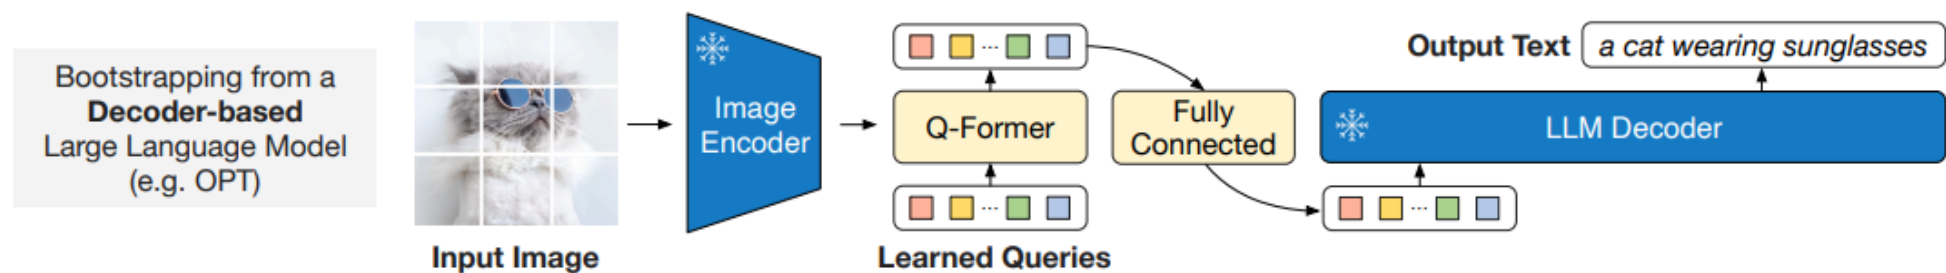 Bootstrapping from a
Decoder-based
Large Language Model
(e.g. OPT)
Input Image
Image
Encoder
Q-Former
Learned Queries
Fully
Connected
Output Text
a cat wearing sunglasses
LLM Decoder